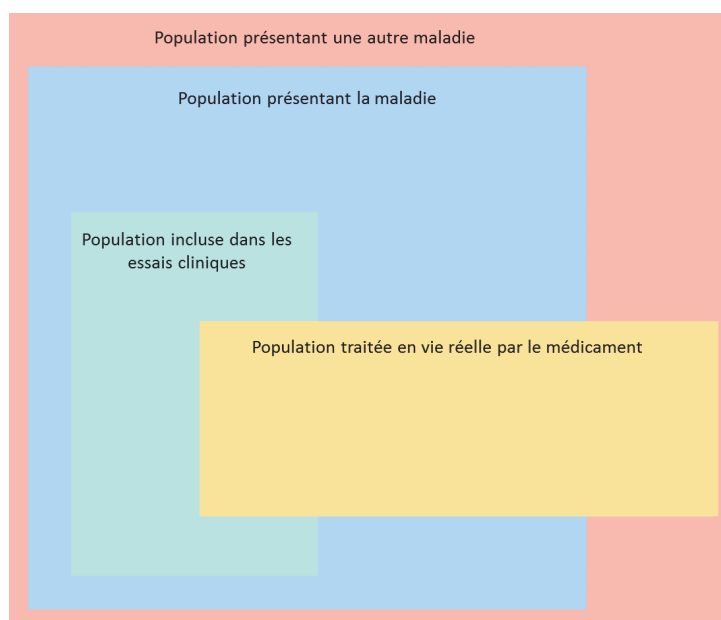 Population présentant une autre maladie
Population présentant la maladie
Population incluse dans les
essais cliniques
Population traitée en vie réelle par le médicament